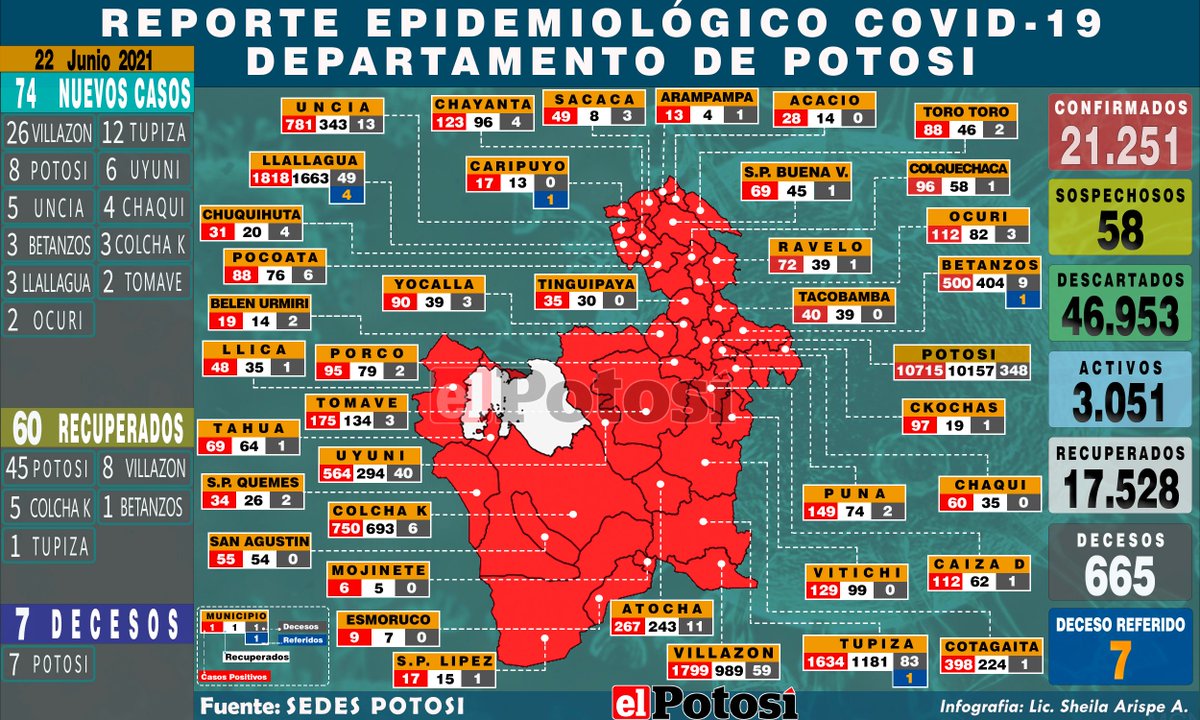 REPORTE EPIDEMIOLÓGICO COVID-19
DEPARTAMENTO DE POTOSI
22 Junio 2021
74 NUEVOS CASOS
26 VILLAZON 12 TUPIZA
8 POTOSI 6 UYUNI
5 UNCIA 4 CHAQUI
3 BETANZOS 3 COLCHA K
3 LLALLAGUA 2 TOMAVE
2 OCURI
60 RECUPERADOS
45 POTOSI 8 VILLAZON
5 COLCHA K 1 BETANZOS
1 TUPIZA
7 DECESOS
7 POTOSI
UNCIA
781 343 13
CHAYANTA
123 96 4
SACACA
49 8 3
ARAMPAMPA
13 4 1
ACACIO
28 14 0
TORO TORO
88 46 2
LLALLAGUA
1818 1663 49
4
CARIPUYO
17 13 0
1
S.P. BUENA V.
69 45 1
COLQUECHACA
96 58 1
CHUQUIHUTA
31 20 4
OCURI
112 82 3
POCOATA
88 76 6
RAVELO
72 39 1
BETANZOS
500 404 9
1
YOCALLA
90 39 3
TINGUIPAYA
35 30 0
TACOBAMBA
40 39 0
BELEN URMIRI
19 14 2
LLICA
48 35 1
PORCO
95 79 2
POTOSI
10715 10157 348
el Potosí
TOMAVE
175 134 3
CKOCHAS
97 19 1
TAHUA
69 64 1
UYUNI
564 294 40
S.P. QUEMES
34 26 2
PUNA
149 74 2
CHAQUI
60 35 0
COLCHA K
750 693 6
SAN AGUSTIN
55 54 0
MOJINETE
6 5 0
VITICHI
129 99 0
CAIZA D
112 62 1
ESMORUCO
9 7 0
ATOCHA
267 243 11
S.P. LIPEZ
17 15 1
VILLAZON
1799 989 59
TUPIZA
1634 1181 83
1
COTAGAITA
398 224 1
MUNICIPIO
1 1 1
1
Decesos
Referidos
Recuperados
Casos Positivos
CONFIRMADOS
21.251
SOSPECHOSOS
58
DESCARTADOS
46.953
ACTIVOS
3.051
RECUPERADOS
17.528
DECESOS
665
DECESO REFERIDO
7
Fuente: SEDES POTOSI
el Potosí
Infografia: Lic. Sheila Arispe A.